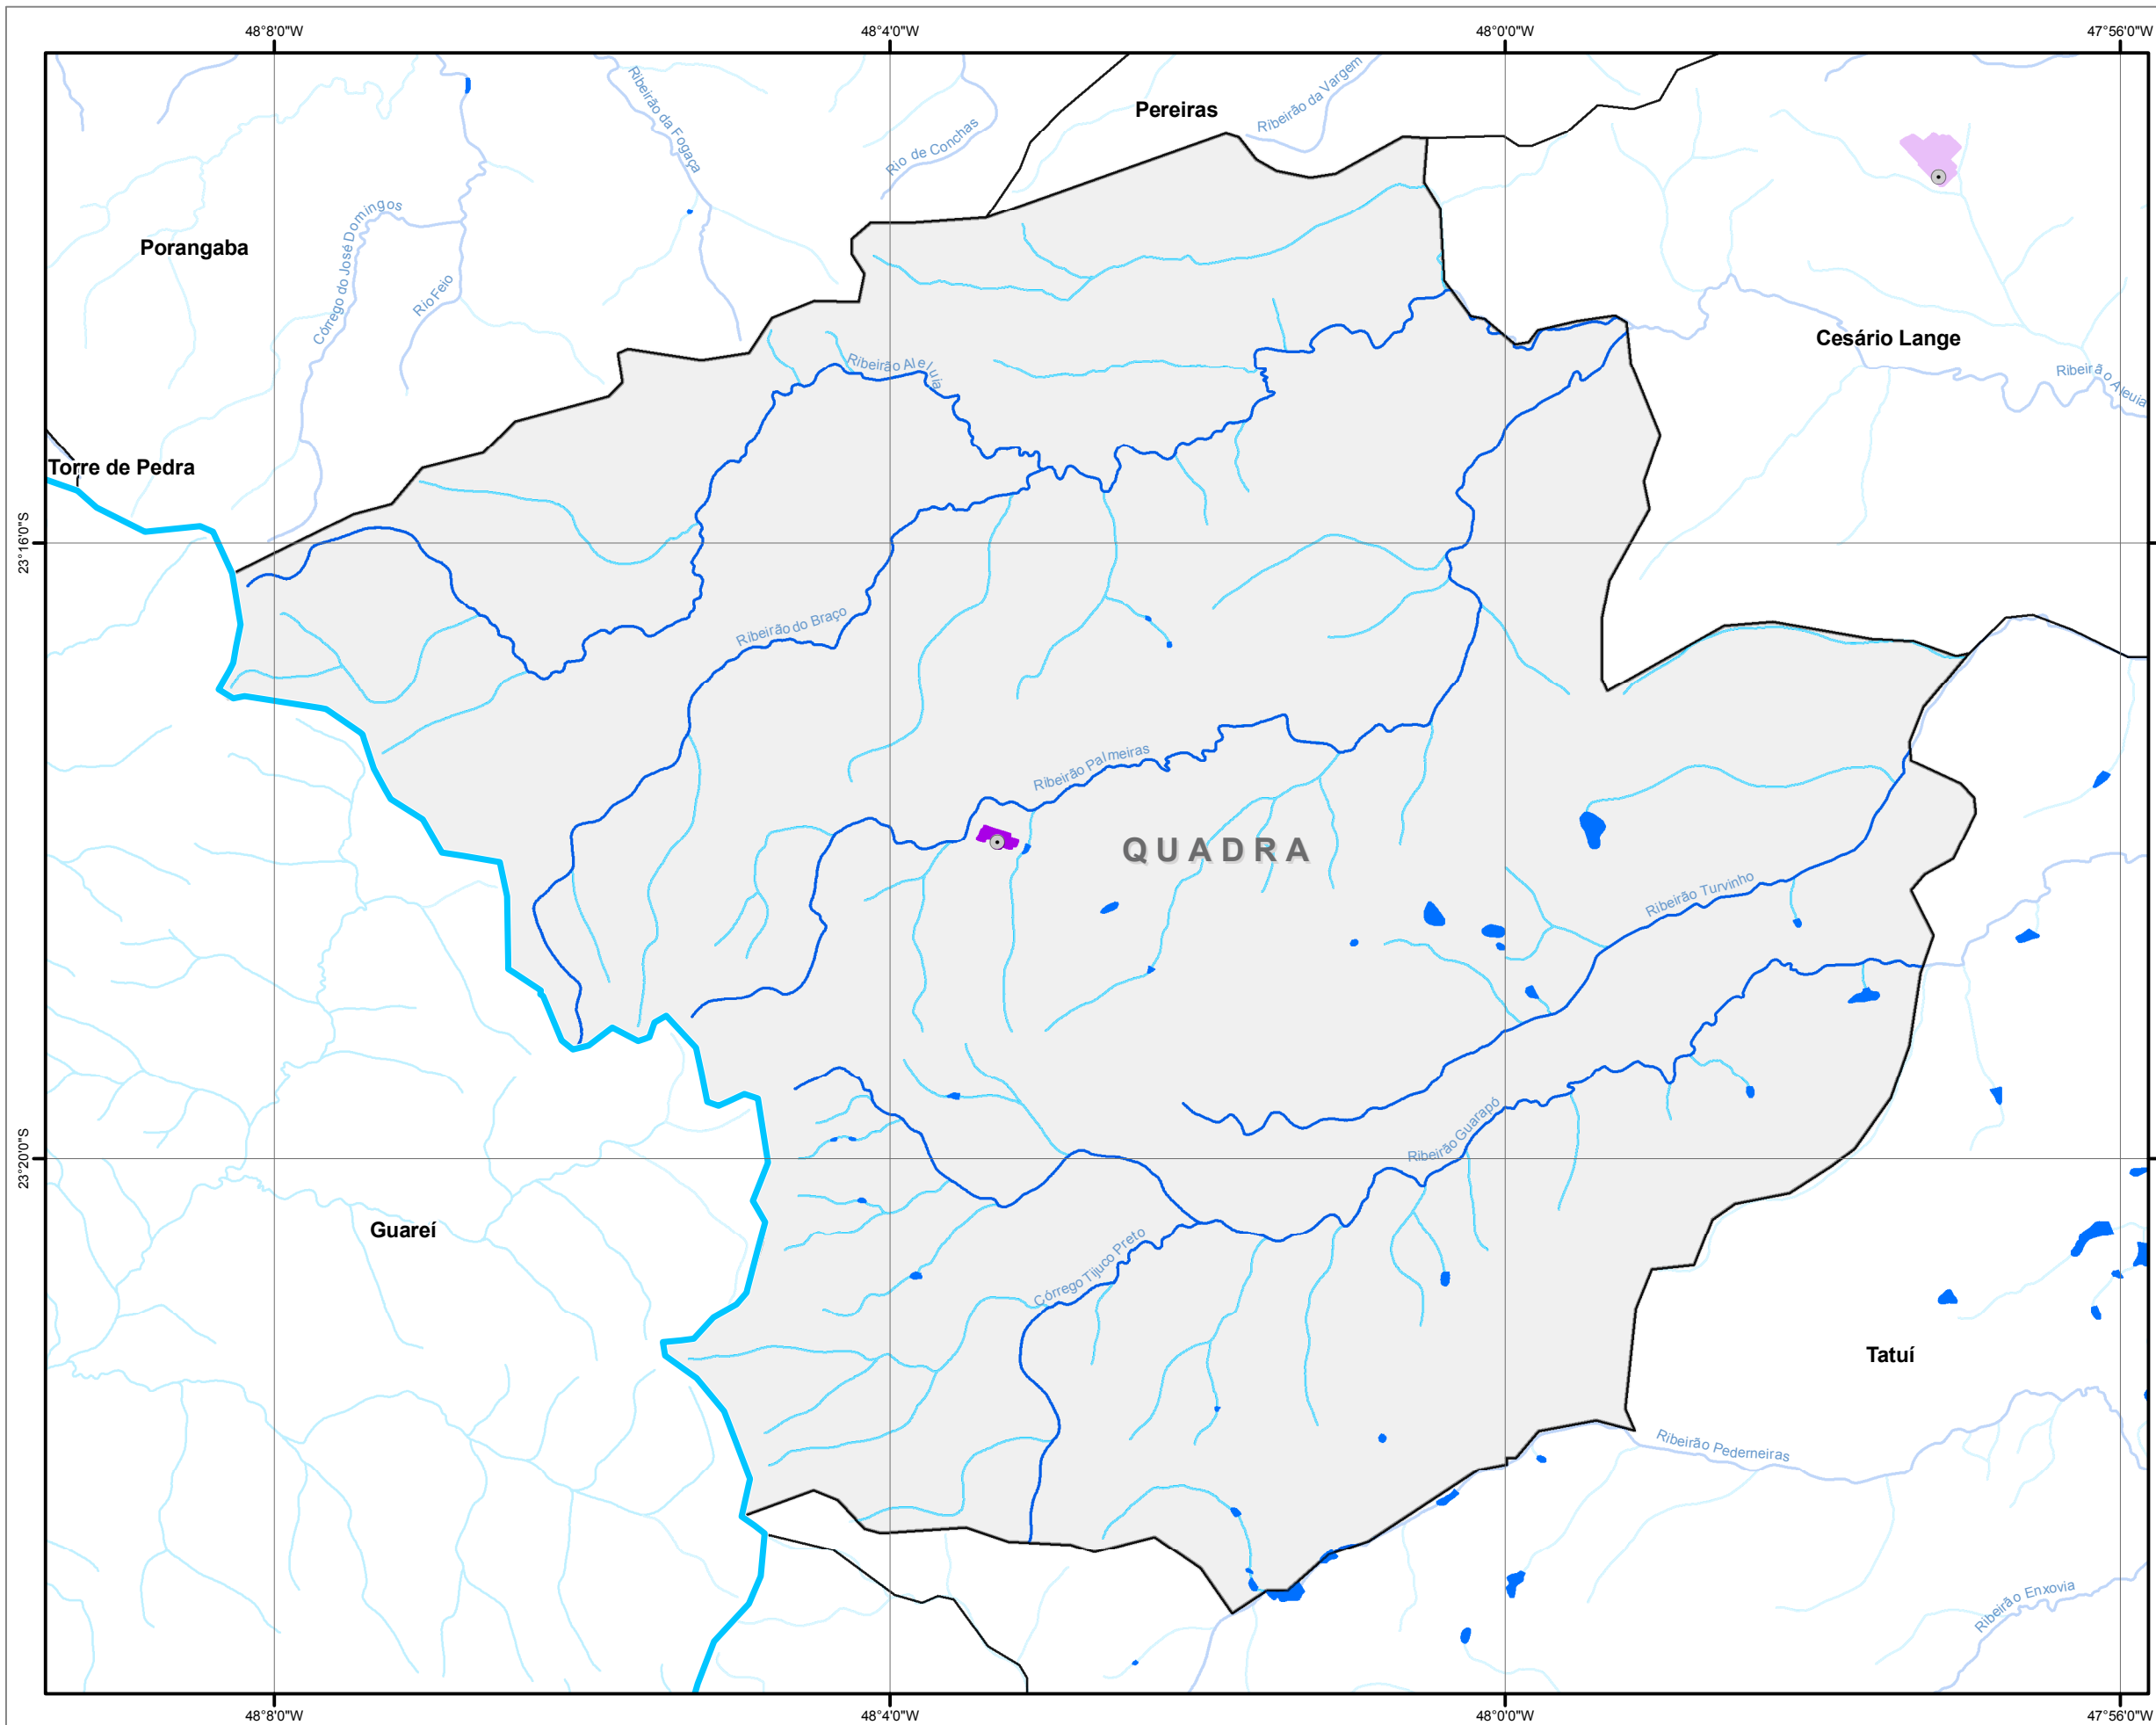 48°8'0"W
48°4'0"W
48°0'0"W
47°56'0"W
Ribeirão da Fogaça
Pereiras
Ribeirão da Vargem
Rio de Conchas
Córrego do José Domingos
Porangaba
Rio Feio
Cesário Lange
Ribeirão Aleluia
Ribeirão Aleuia
Torre de Pedra
23°16'0"S
Ribeirão do Braço
Ribeirão Palmeiras
QUADRA
Ribeirão Turvinho
Ribeirão Guarapó
23°20'0"S
Guareí
Córrego Tijuco Preto
Tatuí
Ribeirão Pederneiras
Ribeirão Enxovia
48°8'0"W
48°4'0"W
48°0'0"W
47°56'0"W